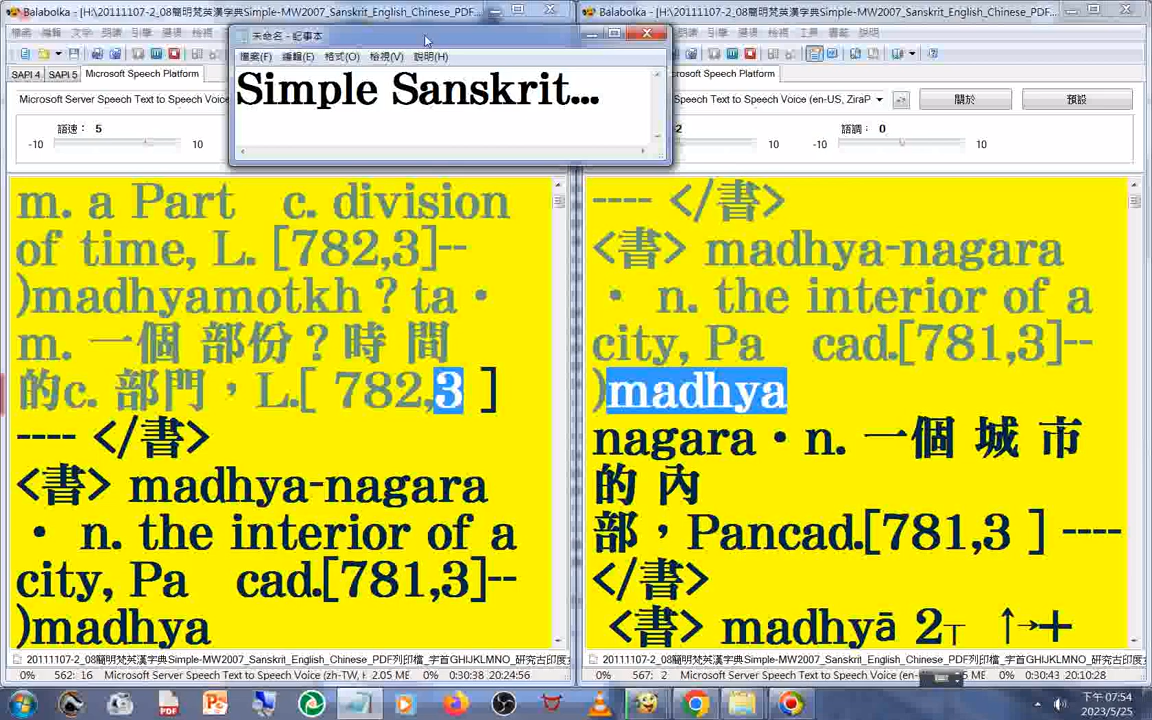 Balabolka - [H:\20111107-2_08簡明梵英漢字典Simple-MW2007_Sanskrit_English_Chinese_PDF...
Balabolka - [H:\20111107-2_08簡明梵英漢字典Simple-MW2007_Sanskrit_English_Chinese_PDF...
未命名 - 記事本
檔案(F) 編輯(E) 格式(O) 檢視(V) 說明(H)
Simple Sanskrit...
SAPI 4 SAPI 5 Microsoft Speech Platform
Microsoft Server Speech Text to Speech Voice
Speech Text to Speech Voice (en-US, ZiraP
關於
預設
語速： 5
-10 10
2
10
語調： 0
-10 10
m. a Part c. division
of time, L. [782,3]--
)madhyamotkh？ta •
m. 一個 部份？時 間
的c. 部門，L.[ 782,3 ]
---- </書>
<書> madhya-nagara
• n. the interior of a
city, Pa cad.[781,3]--
)madhya
---- </書>
<書> madhya-nagara
• n. the interior of a
city, Pa cad.[781,3]--
)madhya
nagara • n. 一個 城 市
的 內
部，Pancad.[781,3 ] ----
</書>
<書> madhyā 2┬ ↑→+
20111107-2_08簡明梵英漢字典Simple-MW2007_Sanskrit_English_Chinese_PDF列印檔_字首GHIJKLMNO_研究古印度
20111107-2_08簡明梵英漢字典Simple-MW2007_Sanskrit_English_Chinese_PDF列印檔_字首GHIJKLMNO_研究古印度
0% 562: 16 Microsoft Server Speech Text to Speech Voice (zh-TW, H 2.05 ME 0% 0:30:38 20:24:56
0% 567: 2 Microsoft Server Speech Text to Speech Voice (en-US 0% 0:30:43 20:10:28
下午 07:54
2023/5/25